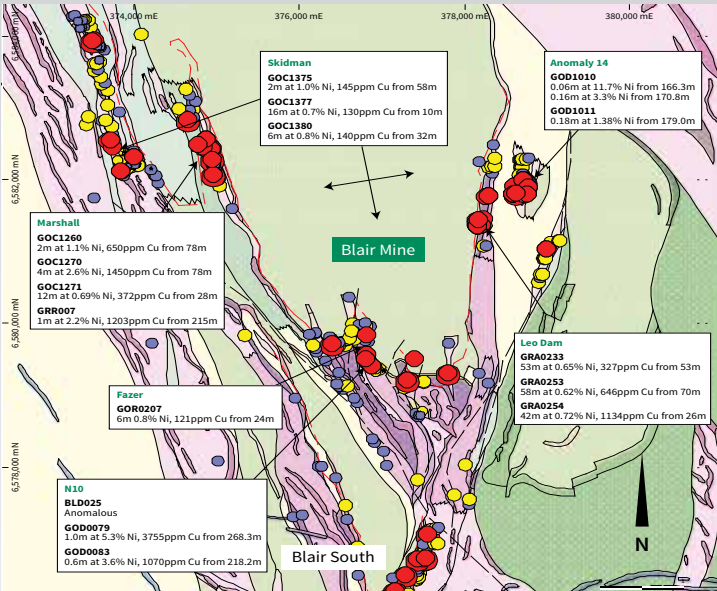 374,000 mE
376,000 mE
378,000 mE
380,000 mE
6,582,000 mN
6,580,000 mN
6,578,000 mN
Skidman
GOC1375
2m at 1.0% Ni, 145ppm Cu from 58m
GOC1377
16m at 0.7% Ni, 130ppm Cu from 10m
GOC1380
6m at 0.8% Ni, 140ppm Cu from 32m
Anomaly 14
GOD1010
0.06m at 11.7% Ni from 166.3m
0.16m at 3.3% Ni from 170.8m
GOD1011
0.18m at 1.38% Ni from 179.0m
Marshall
GOC1260
2m at 1.1% Ni, 650ppm Cu from 78m
GOC1270
4m at 2.6% Ni, 1450ppm Cu from 78m
GOC1271
12m at 0.69% Ni, 372ppm Cu from 28m
GRR007
1m at 2.2% Ni, 1203ppm Cu from 215m
Blair Mine
Leo Dam
GRA0233
53m at 0.65% Ni, 327ppm Cu from 53m
GRA0253
58m at 0.62% Ni, 646ppm Cu from 70m
GRA0254
42m at 0.72% Ni, 1134ppm Cu from 26m
Fazer
GOR0207
6m at 0.8% Ni, 121ppm Cu from 24m
N10
BLD025
Anomalous
GOD0079
1.0m at 5.3% Ni, 3755ppm Cu from 268.3m
GOD0083
0.6m at 3.6% Ni, 1070ppm Cu from 218.2m
Blair South
N